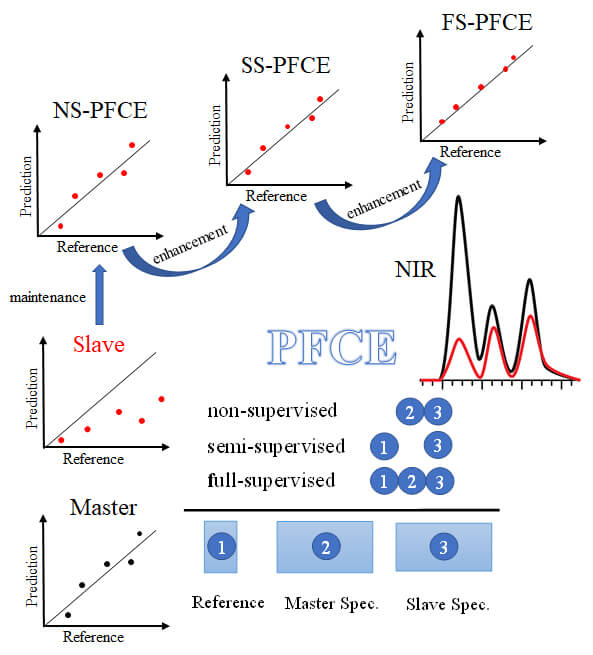 FS-PFCE
Prediction
Reference
SS-PFCE
Prediction
Reference
enhancement
NS-PFCE
Prediction
Reference
enhancement
maintenance
NIR
Slave
Prediction
Reference
PFCE
non-supervised 2 3
semi-supervised 1 3
full-supervised 1 2 3
Master
Prediction
Reference
1 2 3
Reference Master Spec. Slave Spec.